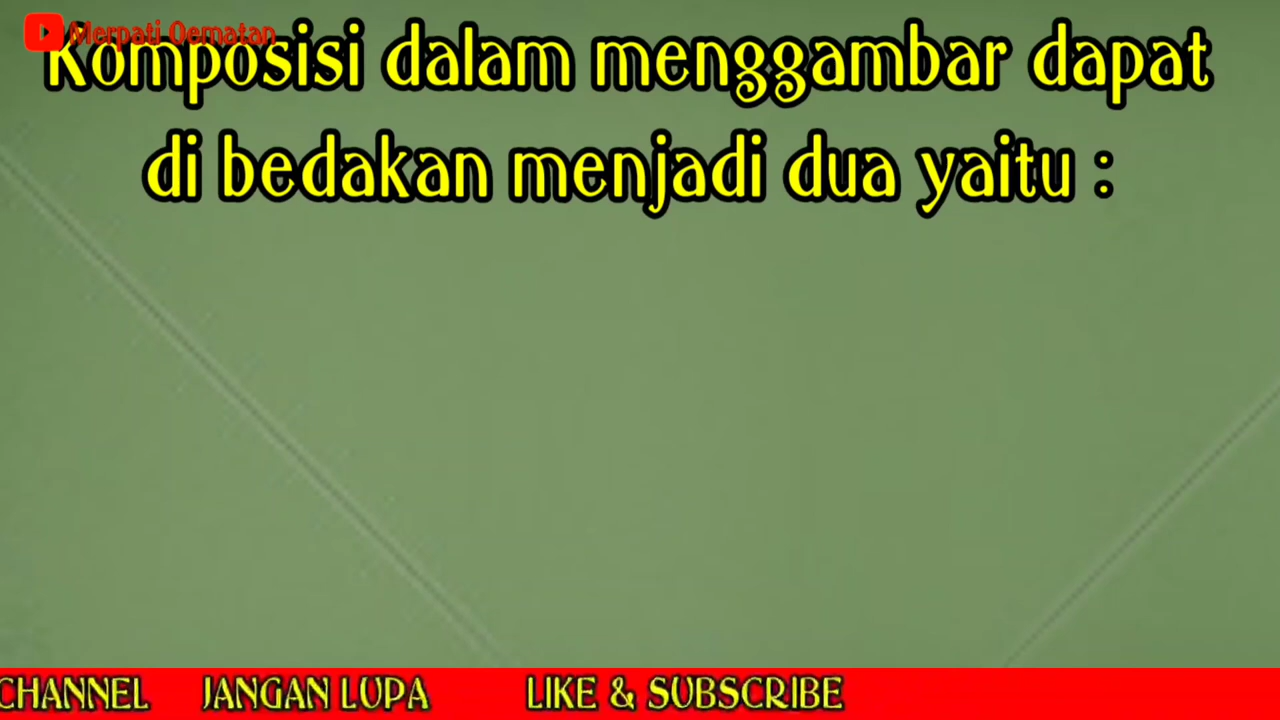 Merpati Oematan
Komposisi dalam menggambar dapat
di bedakan menjadi dua yaitu :
CHANNEL JANGAN LUPA LIKE & SUBSCRIBE